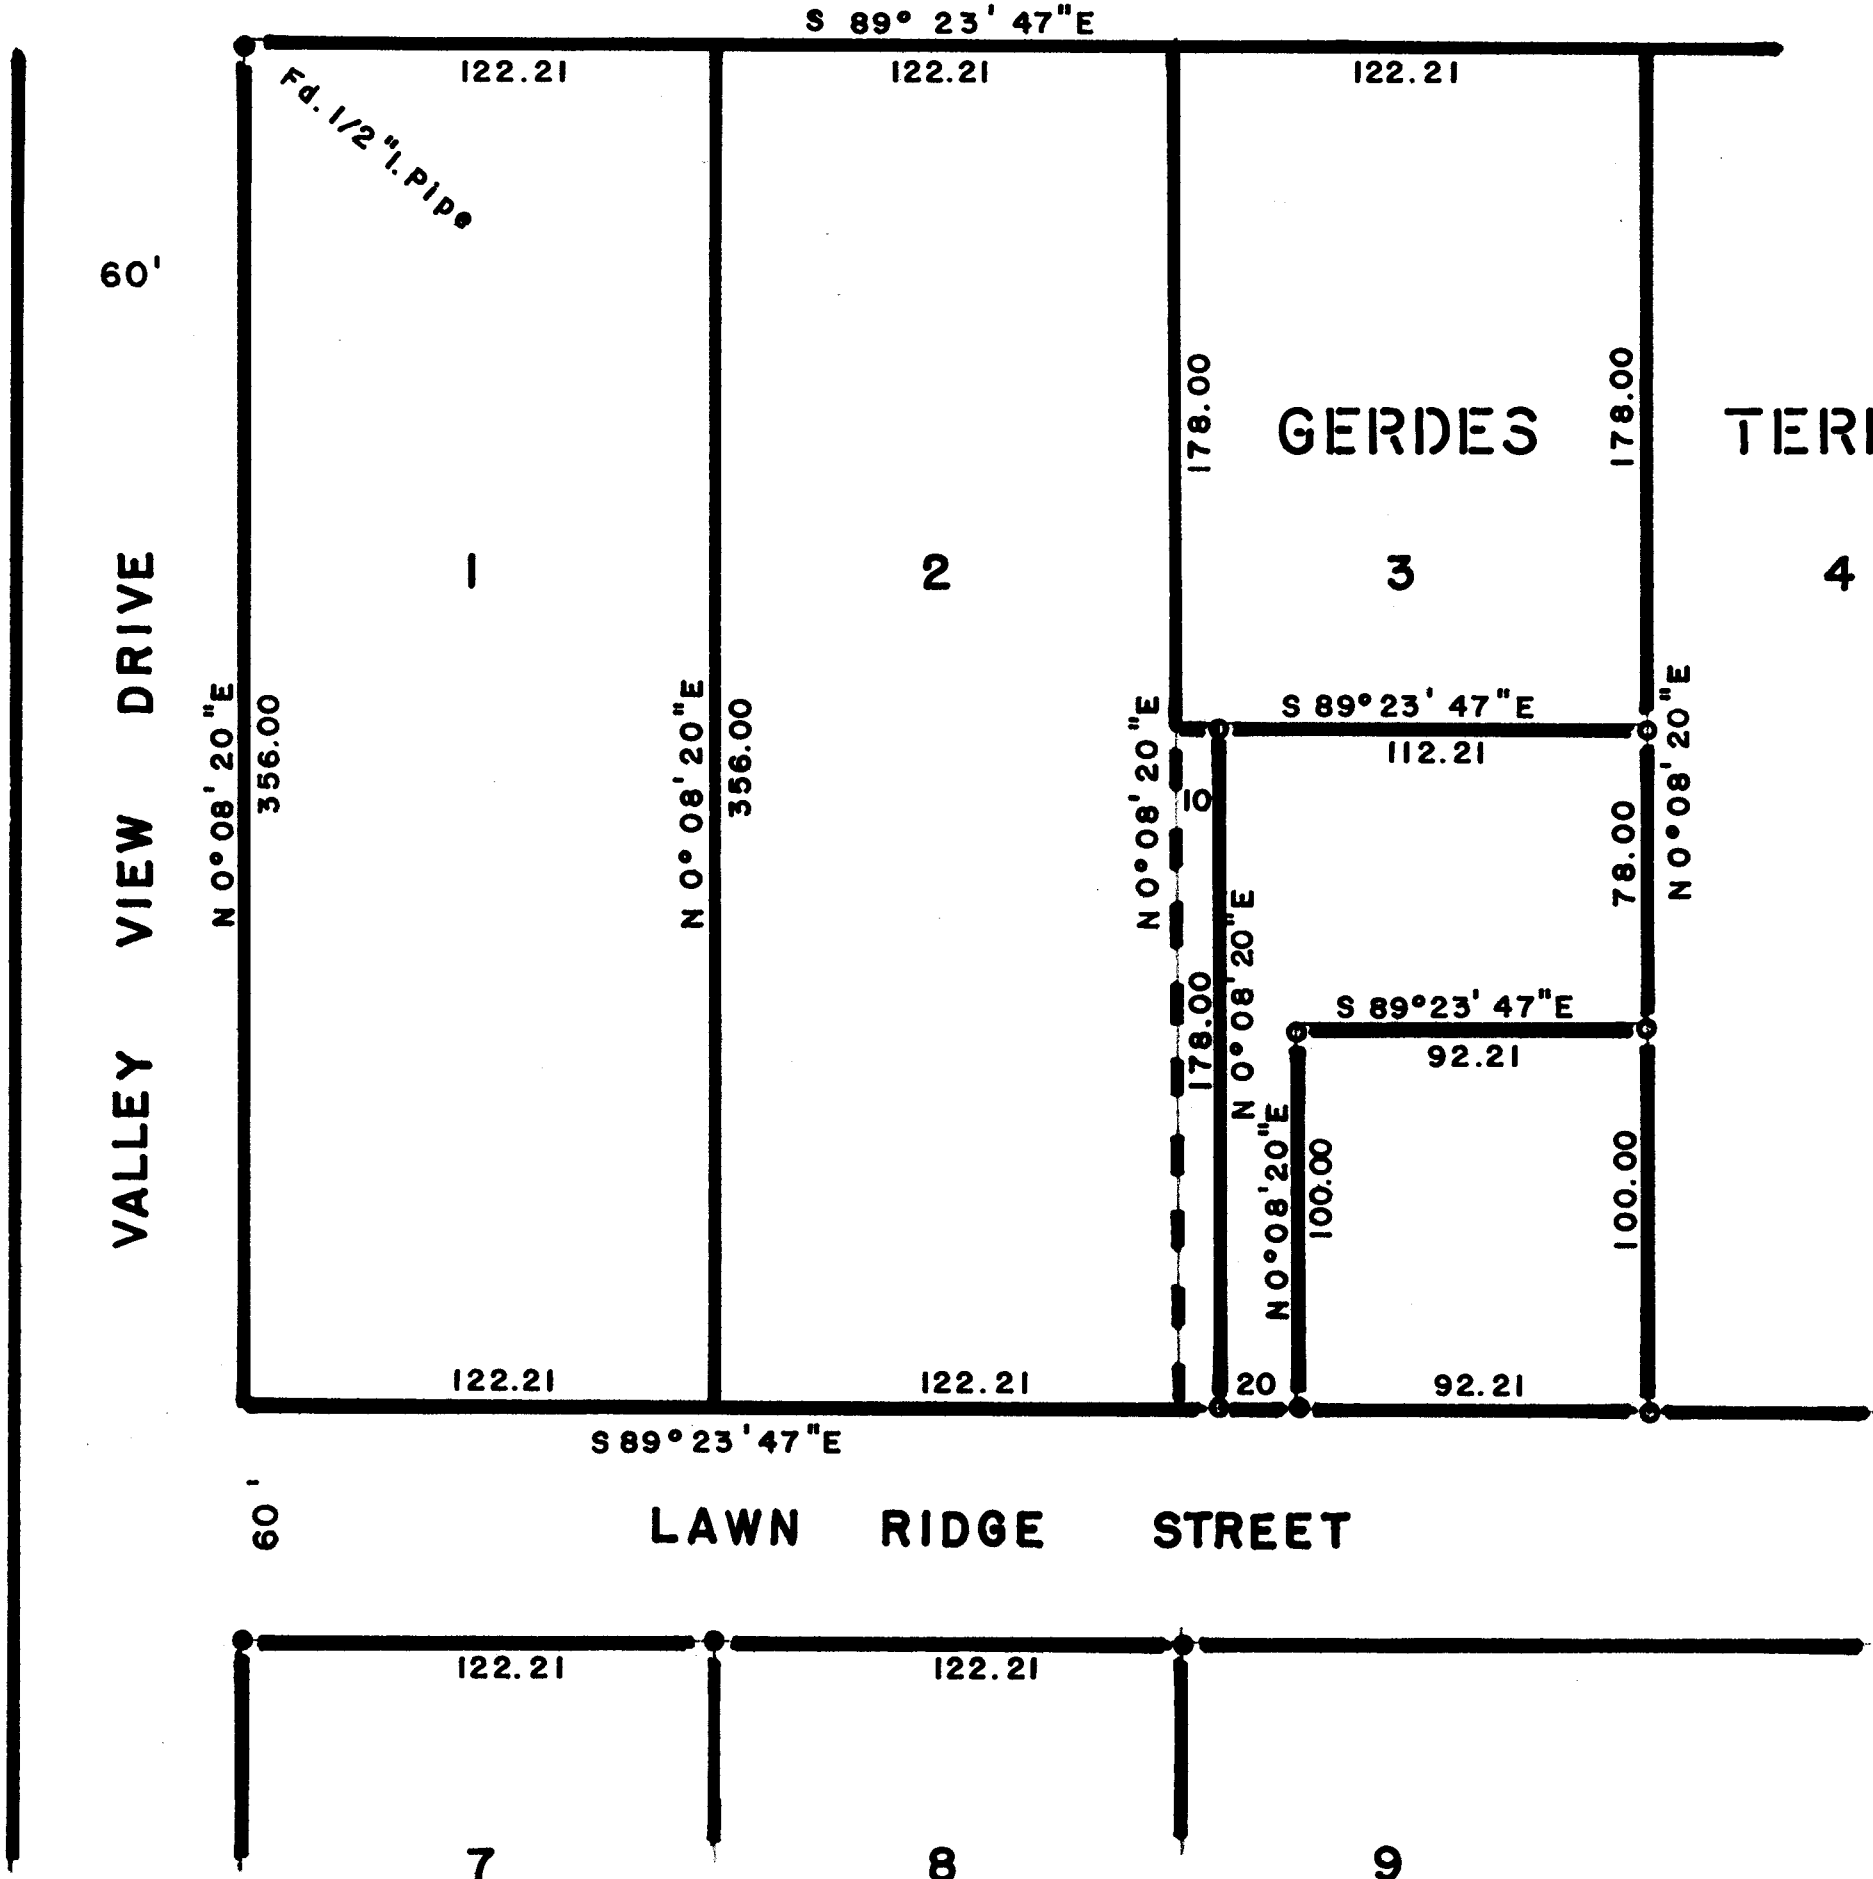 S 89° 23' 47"E
122.21
122.21
122.21
Fd. 1/2 "I. Pipe
60'
178.00
178.00
GERDES
1
2
3
4
VALLEY VIEW DRIVE
N 0°08' 20"E
356.00
N 0° 08' 20"E
356.00
N 0°08' 20"E
S 89° 23' 47"E
112.21
N 0°08' 20"E
10
78.00
178.00
N 0° 08' 20"E
S 89°23' 47"E
92.21
N 0°08'20"E
100.00
100.00
122.21
122.21
20
92.21
S 89° 23' 47"E
60'
LAWN RIDGE STREET
122.21
122.21
7
8
9